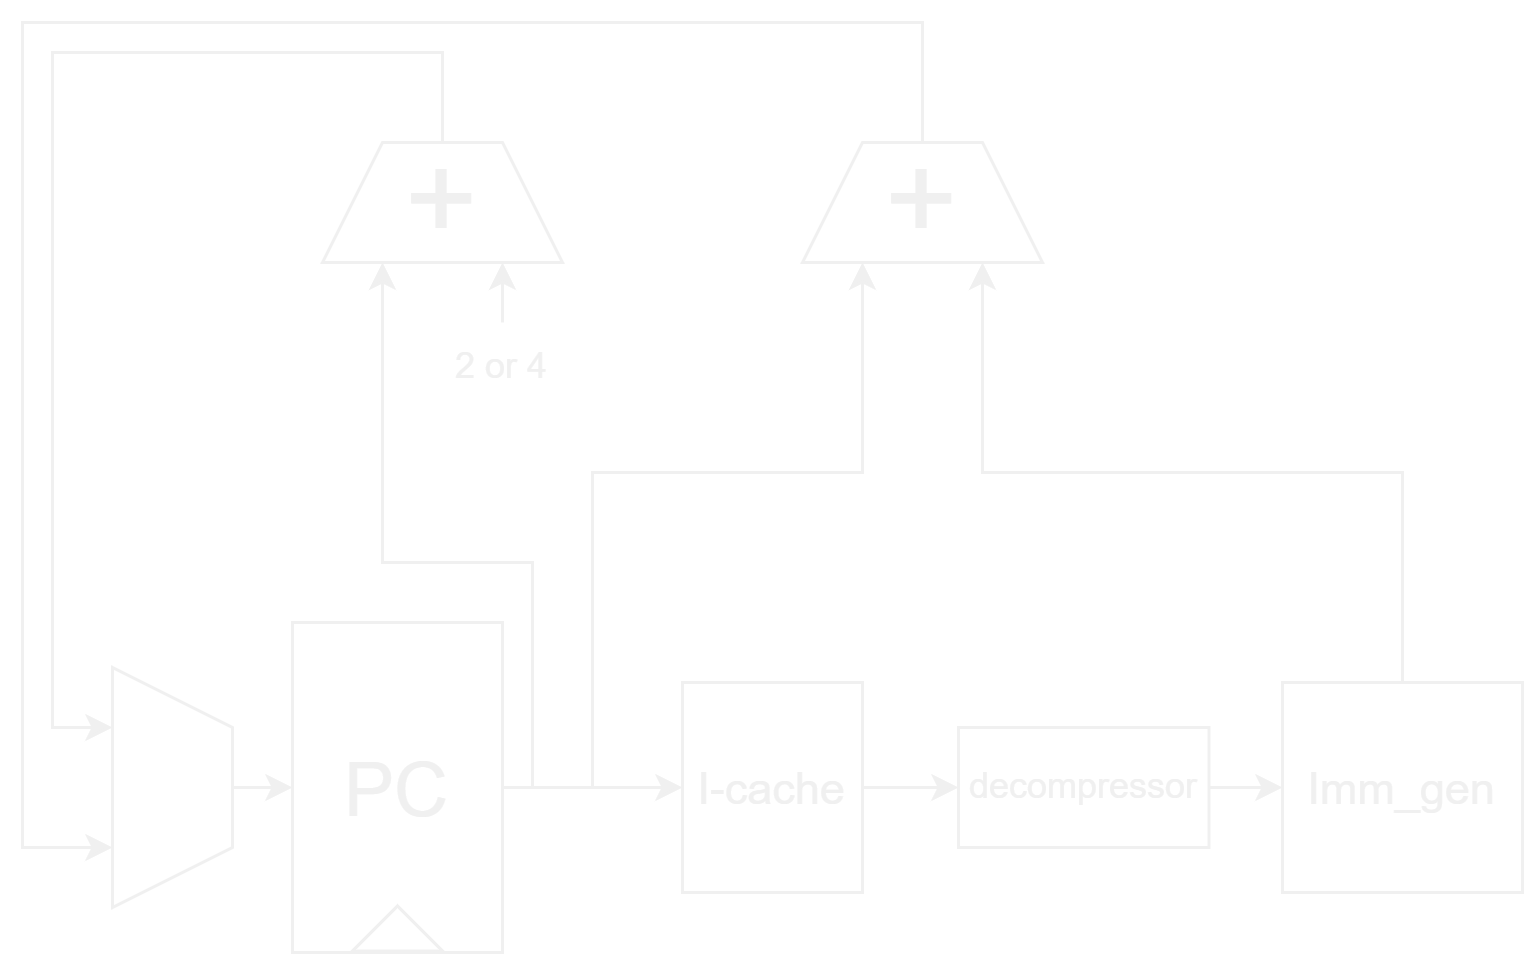 +
+
2 or 4
PC
I-cache
decompressor
Imm_gen